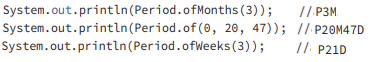 System.out.println(Period.ofMonths(3)); //P3M
System.out.println(Period.of(0, 20, 47)); //P20M47D
System.out.println(Period.ofWeeks(3)); // P21D